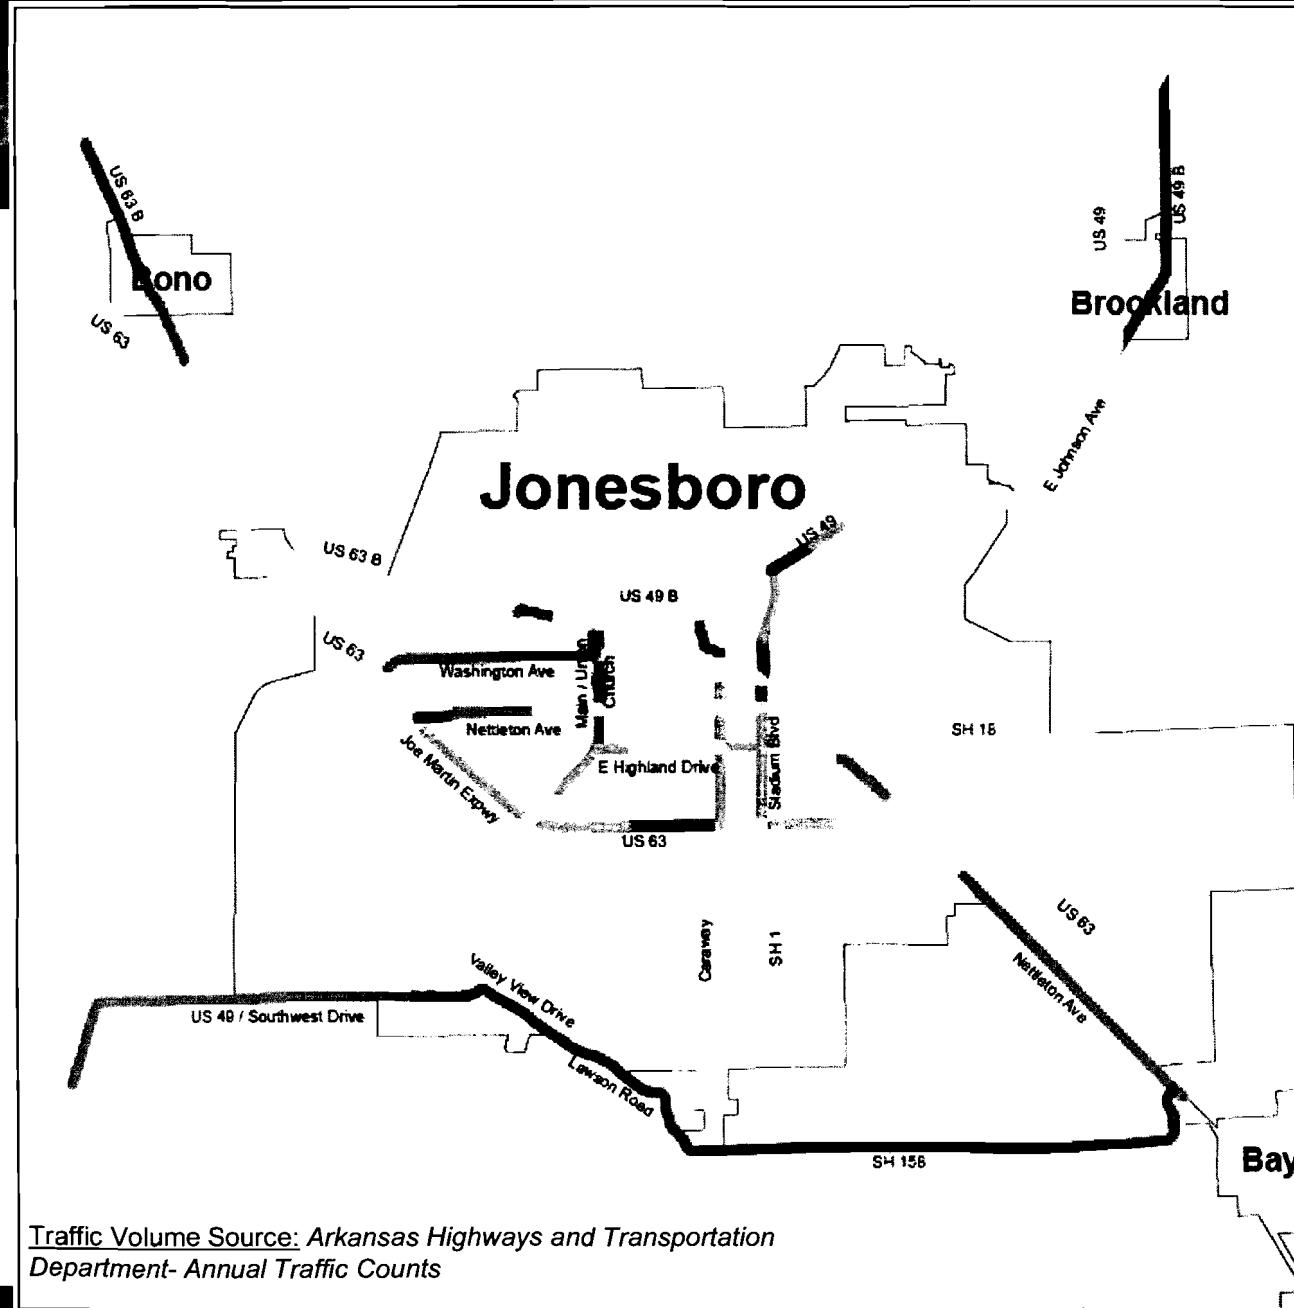 US 63 B
US 49 B
US 49
Bono
Brookland
US 63
E Johnson Ave
Jonesboro
US 49
US 63 B
US 49 B
US 63
Washington Ave
Main / Union
Church
Nettleton Ave
SH 18
Joe Martin Expwy
E Highland Drive
Stadium Blvd
US 63
US 63
Caraway
SH 1
Valley View Drive
Nettleton Ave
US 49 / Southwest Drive
Lawson Road
SH 158
Bay
Traffic Volume Source: Arkansas Highways and Transportation
Department- Annual Traffic Counts